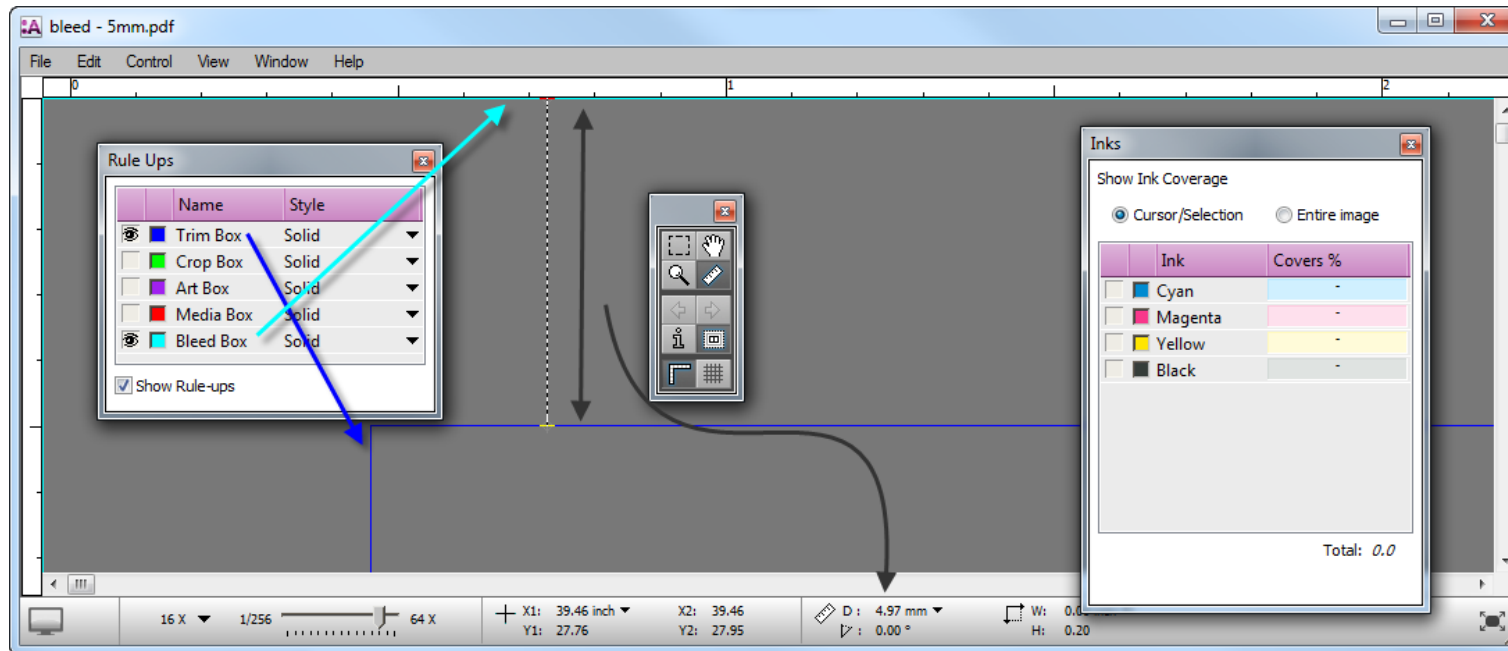 bleed - 5mm.pdf
File Edit Control View Window Help
0 1 2
Rule Ups
Name Style
Trim Box Solid
Crop Box Solid
Art Box Solid
Media Box Solid
Bleed Box Solid
Show Rule-ups
Inks
Show Ink Coverage
Cursor/Selection Entire image
Ink Covers %
Cyan -
Magenta -
Yellow -
Black -
Total: 0.0
16 X 1/256 64 X
X1: 39.46 inch X2: 39.46 D : 4.97 mm W:
Y1: 27.76 Y2: 27.95 : 0.00 ° H: 0.20